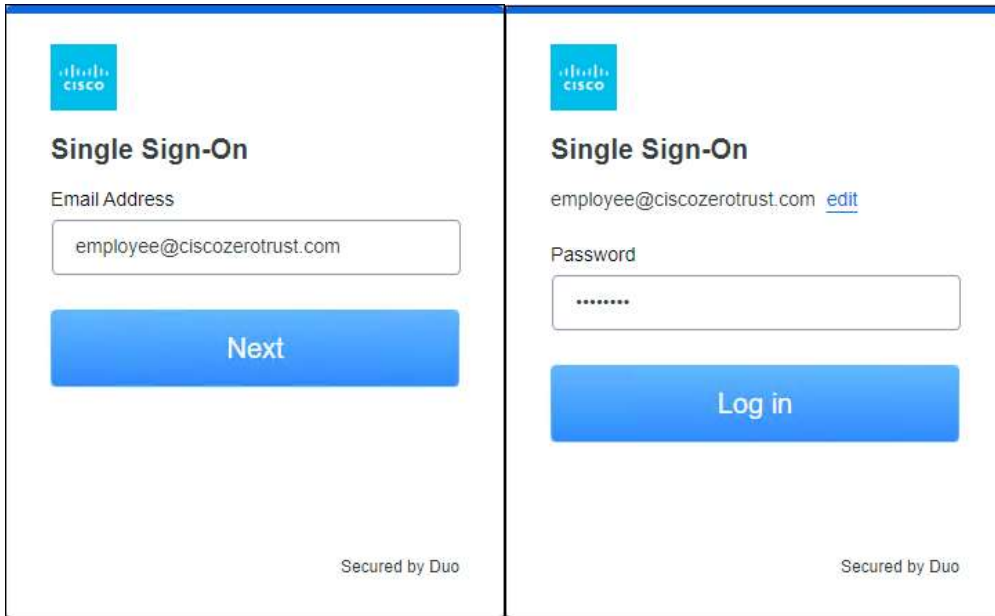 cisco
Single Sign-On
Email Address
employee@ciscozerotrust.com
Next
Secured by Duo
cisco
Single Sign-On
employee@ciscozerotrust.com edit
Password
••••••••
Log in
Secured by Duo